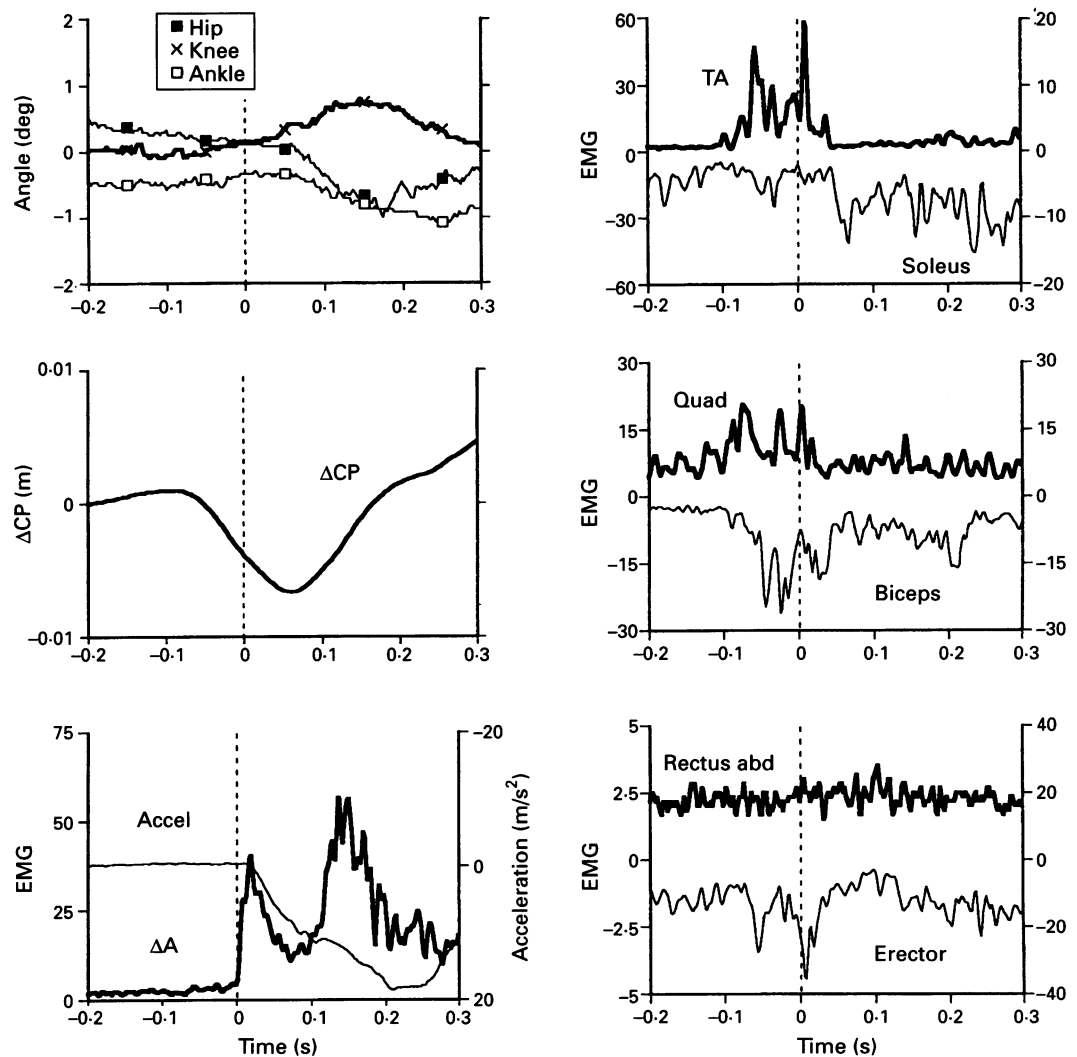 Hip
Knee
Ankle
Angle (deg)
2
1
0
−1
−2
−0·2 −0·1 0 0·1 0·2 0·3
ΔCP (m)
0·01
0
−0·01
ΔCP
−0·2 −0·1 0 0·1 0·2 0·3
EMG
75
50
25
0
Accel
ΔA
−20
0
20
Acceleration (m/s²)
−0·2 −0·1 0 0·1 0·2 0·3
Time (s)
EMG
60
30
0
−30
−60
TA
Soleus
20
10
0
−10
−20
−0·2 −0·1 0 0·1 0·2 0·3
EMG
30
15
0
−15
−30
Quad
Biceps
30
15
0
−15
−30
−0·2 −0·1 0 0·1 0·2 0·3
EMG
5
2·5
0
−2·5
−5
Rectus abd
Erector
40
20
0
−20
−40
−0·2 −0·1 0 0·1 0·2 0·3
Time (s)